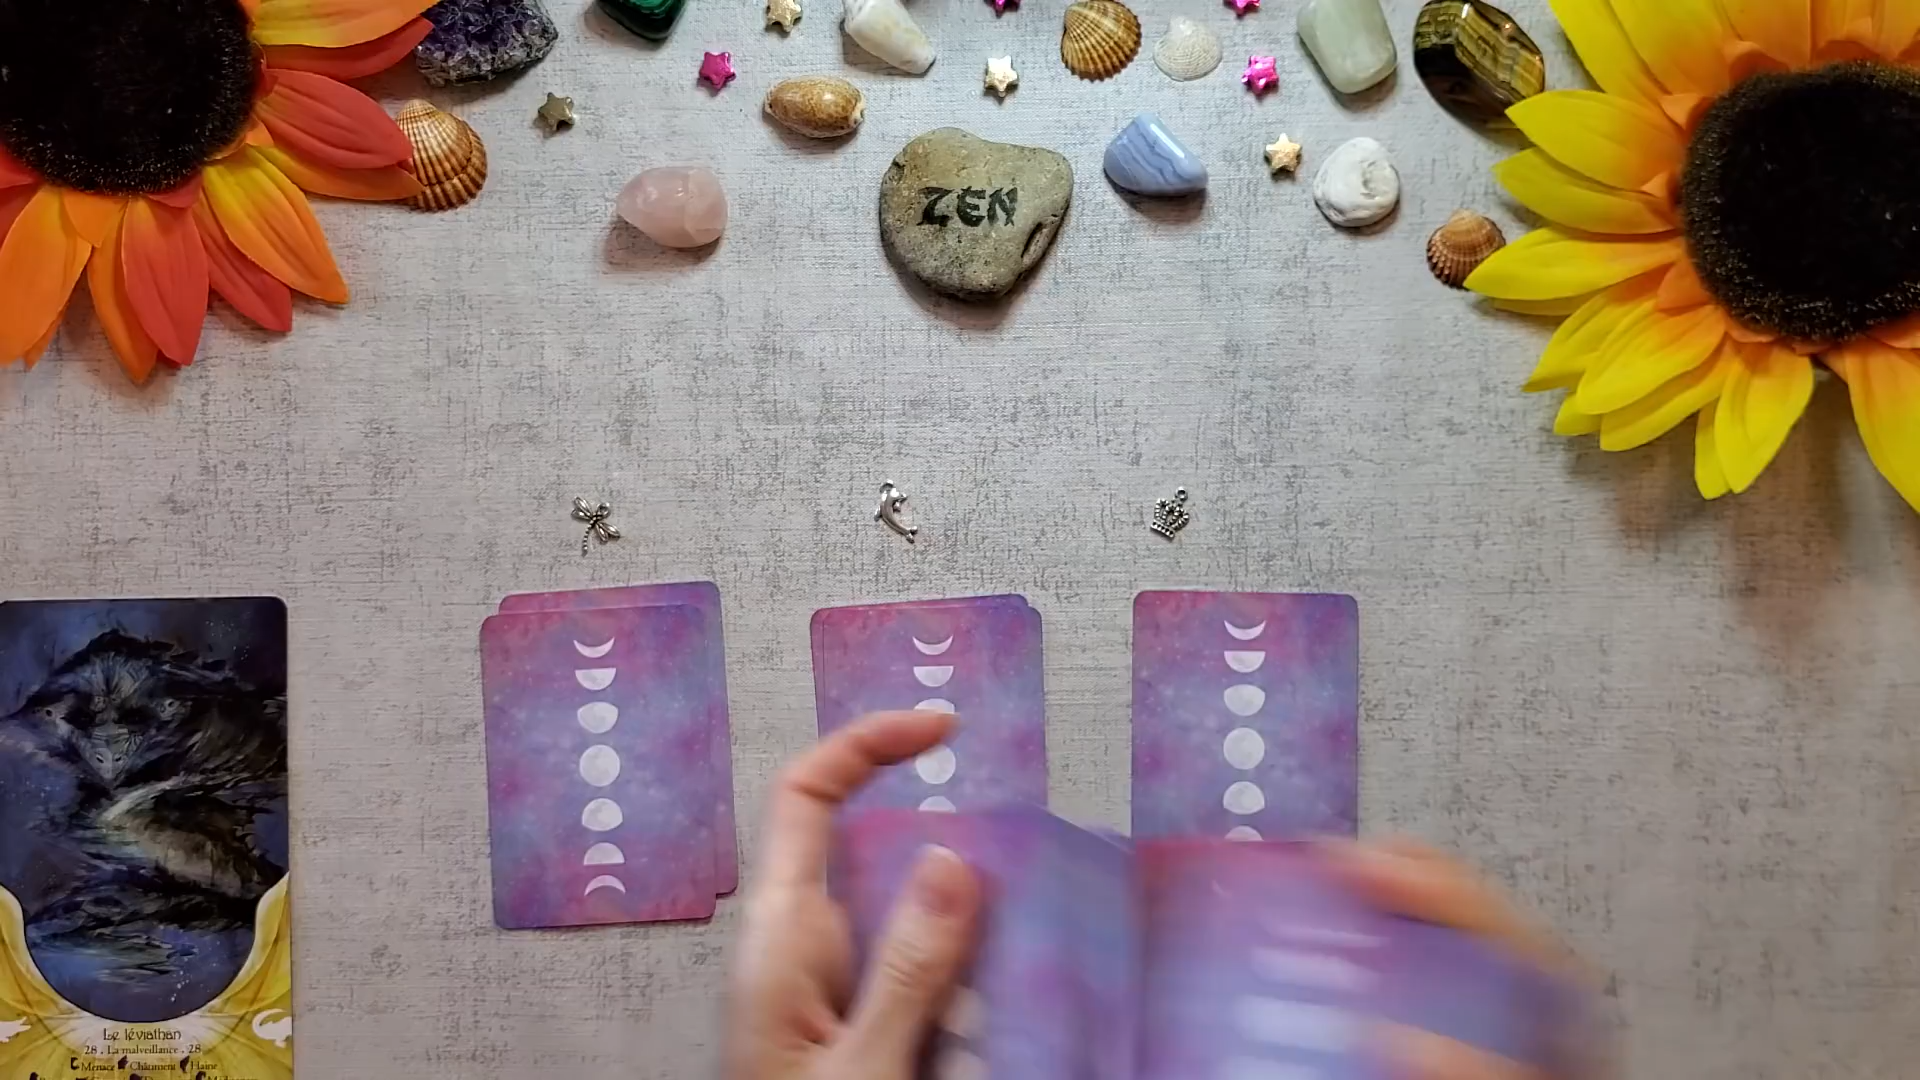 ZEN
Le léviathan
28 . La malveillance . 28
Menace Châtiment Haine